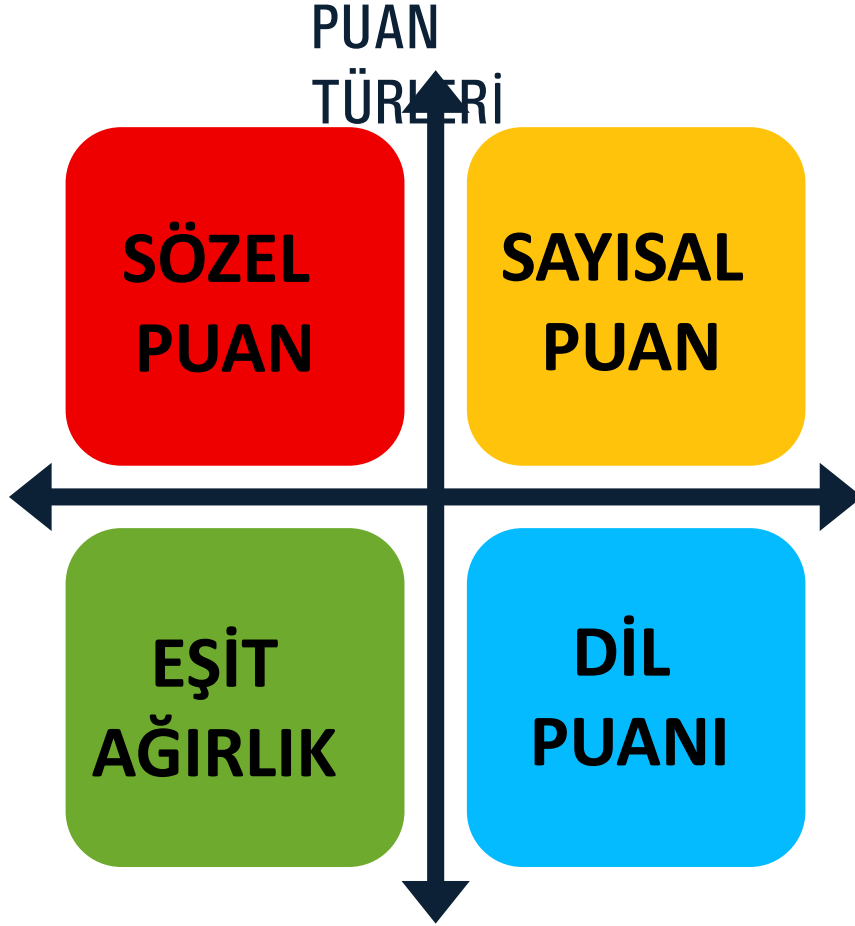 PUAN
TÜRLERİ
SÖZEL
PUAN
SAYISAL
PUAN
EŞİT
AĞIRLIK
DİL
PUANI